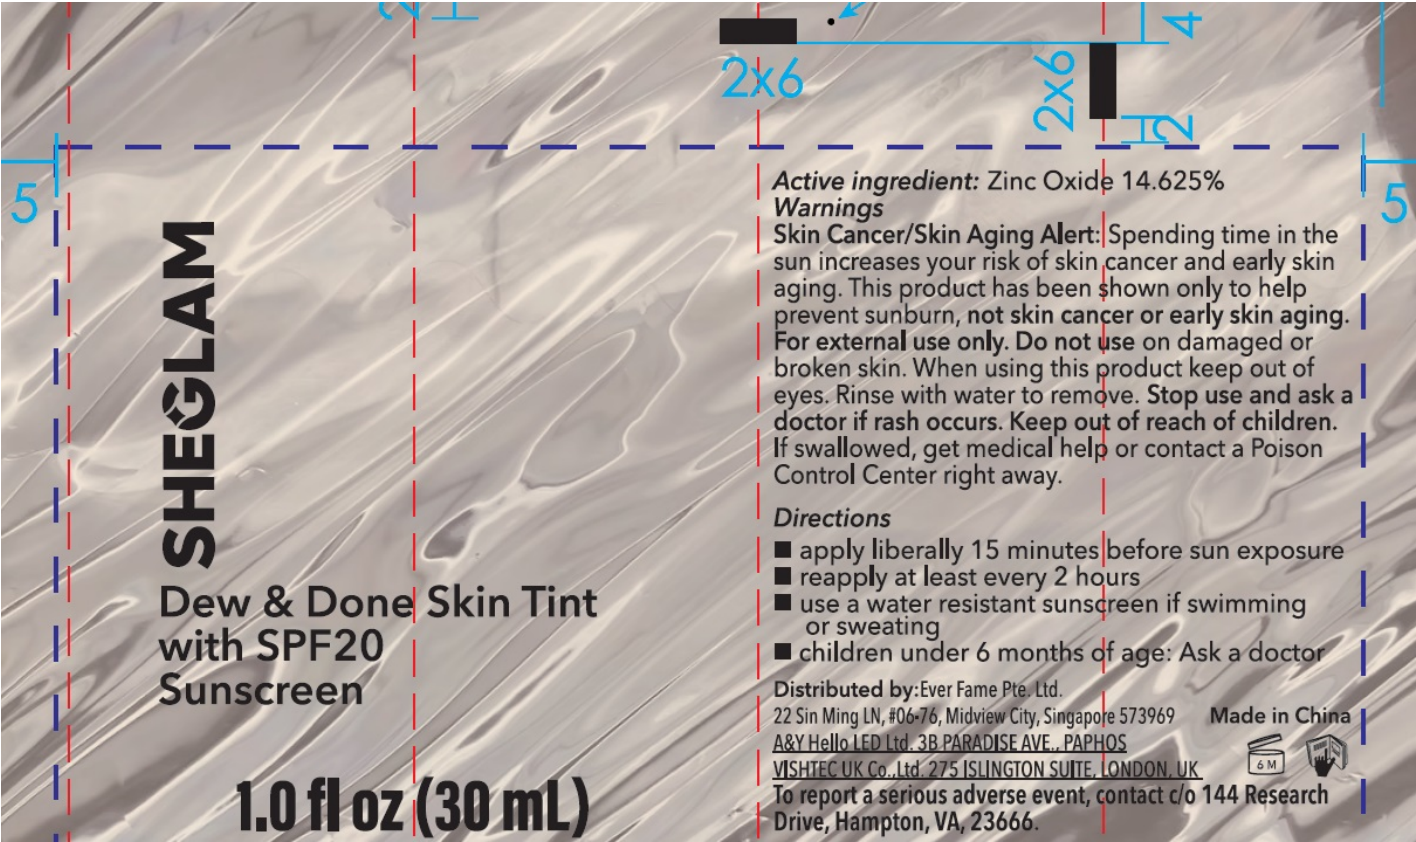 2
4
2x6
2x6
2
5
5
SHEGLAM
Dew & Done Skin Tint
with SPF20
Sunscreen
1.0 fl oz (30 mL)
Active ingredient: Zinc Oxide 14.625%
Warnings
Skin Cancer/Skin Aging Alert: Spending time in the
sun increases your risk of skin cancer and early skin
aging. This product has been shown only to help
prevent sunburn, not skin cancer or early skin aging.
For external use only. Do not use on damaged or
broken skin. When using this product keep out of
eyes. Rinse with water to remove. Stop use and ask a
doctor if rash occurs. Keep out of reach of children.
If swallowed, get medical help or contact a Poison
Control Center right away.
Directions
■ apply liberally 15 minutes before sun exposure
■ reapply at least every 2 hours
■ use a water resistant sunscreen if swimming
or sweating
■ children under 6 months of age: Ask a doctor
Distributed by:Ever Fame Pte. Ltd.
22 Sin Ming LN, #06-76, Midview City, Singapore 573969 Made in China
A&Y Hello LED Ltd. 3B PARADISE AVE., PAPHOS
VISHTEC UK Co.,Ltd. 275 ISLINGTON SUITE, LONDON, UK
6 M
To report a serious adverse event, contact c/o 144 Research
Drive, Hampton, VA, 23666.